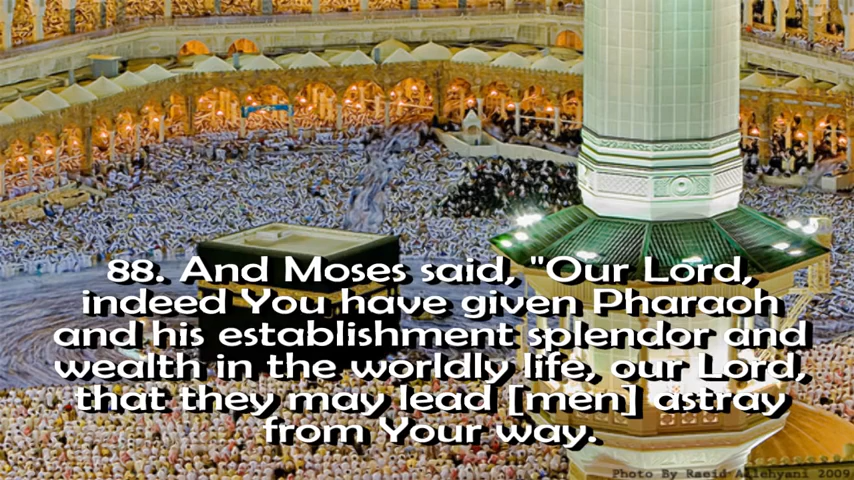 88. And Moses said, "Our Lord,
indeed You have given Pharaoh
and his establishment splendor and
wealth in the worldly life, our Lord,
that they may lead [men] astray
from Your way.
Photo By Raeid Allehyani 2009